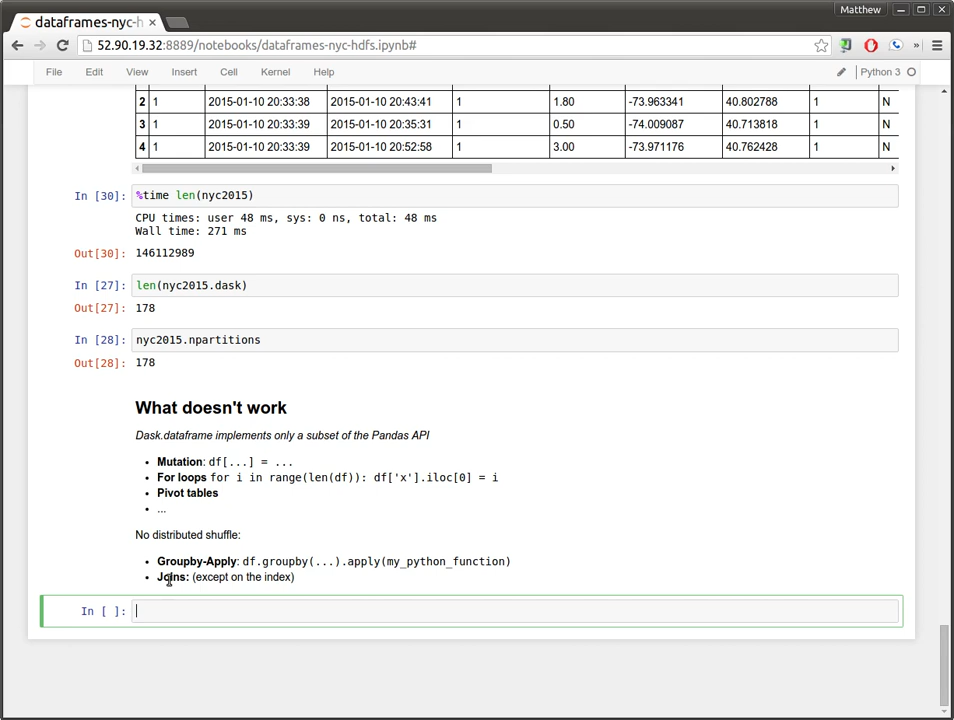 Matthew
dataframes-nyc-h
52.90.19.32:8889/notebooks/dataframes-nyc-hdfs.ipynb#
File Edit View Insert Cell Kernel Help Python 3
2 1 2015-01-10 20:33:38 2015-01-10 20:43:41 1 1.80 -73.963341 40.802788 1 N
3 1 2015-01-10 20:33:39 2015-01-10 20:35:31 1 0.50 -74.009087 40.713818 1 N
4 1 2015-01-10 20:33:39 2015-01-10 20:52:58 1 3.00 -73.971176 40.762428 1 N
In [30]: %time len(nyc2015)
CPU times: user 48 ms, sys: 0 ns, total: 48 ms
Wall time: 271 ms
Out[30]: 146112989
In [27]: len(nyc2015.dask)
Out[27]: 178
In [28]: nyc2015.npartitions
Out[28]: 178
What doesn't work
Dask.dataframe implements only a subset of the Pandas API
• Mutation: df[...] = ...
• For loops for i in range(len(df)): df['x'].iloc[0] = i
• Pivot tables
• ...
No distributed shuffle:
• Groupby-Apply: df.groupby(...).apply(my_python_function)
• Joins: (except on the index)
In [ ]: